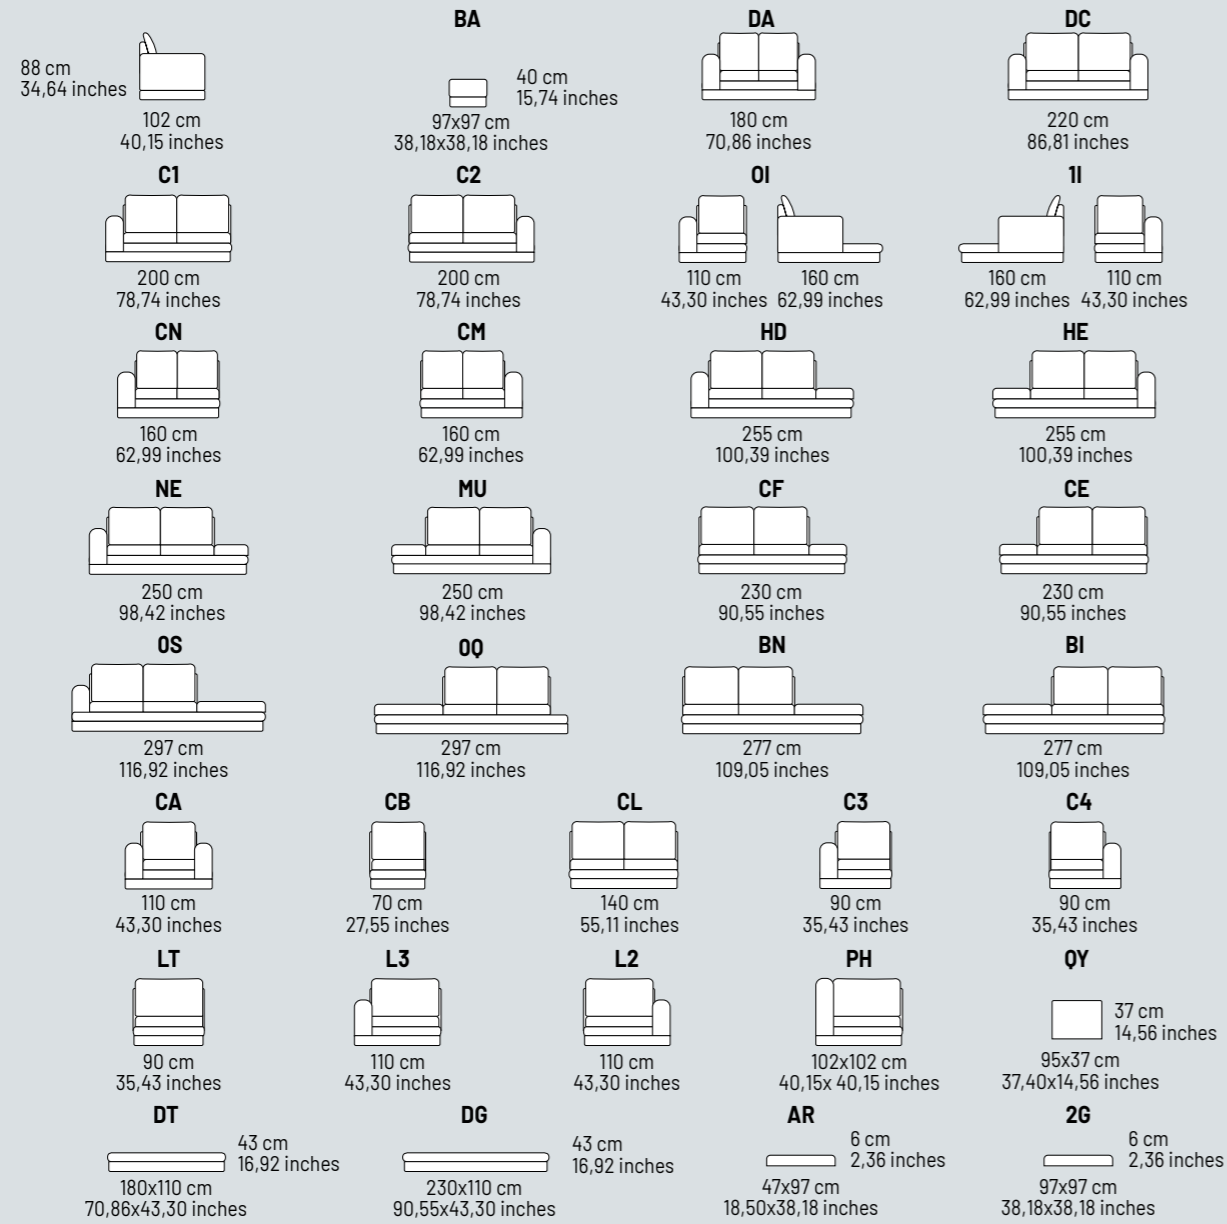 88 cm
34,64 inches
102 cm
40,15 inches
BA
40 cm
15,74 inches
97x97 cm
38,18x38,18 inches
DA
180 cm
70,86 inches
DC
220 cm
86,81 inches
C1
200 cm
78,74 inches
C2
200 cm
78,74 inches
OI
110 cm
43,30 inches
160 cm
62,99 inches
1I
160 cm
62,99 inches
110 cm
43,30 inches
CN
160 cm
62,99 inches
CM
160 cm
62,99 inches
HD
255 cm
100,39 inches
HE
255 cm
100,39 inches
NE
250 cm
98,42 inches
MU
250 cm
98,42 inches
CF
230 cm
90,55 inches
CE
230 cm
90,55 inches
OS
297 cm
116,92 inches
OQ
297 cm
116,92 inches
BN
277 cm
109,05 inches
BI
277 cm
109,05 inches
CA
110 cm
43,30 inches
CB
70 cm
27,55 inches
CL
140 cm
55,11 inches
C3
90 cm
35,43 inches
C4
90 cm
35,43 inches
LT
90 cm
35,43 inches
L3
110 cm
43,30 inches
L2
110 cm
43,30 inches
PH
102x102 cm
40,15x 40,15 inches
QY
37 cm
14,56 inches
95x37 cm
37,40x14,56 inches
DT
43 cm
16,92 inches
180x110 cm
70,86x43,30 inches
DG
43 cm
16,92 inches
230x110 cm
90,55x43,30 inches
AR
6 cm
2,36 inches
47x97 cm
18,50x38,18 inches
2G
6 cm
2,36 inches
97x97 cm
38,18x38,18 inches